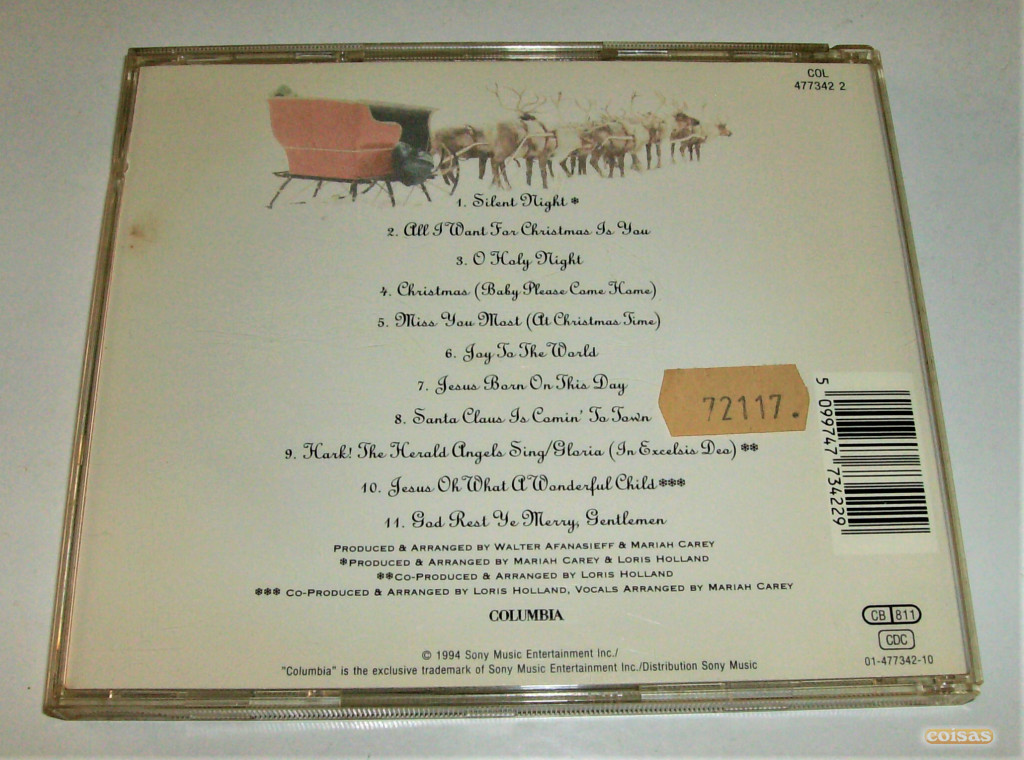 COL
477342 2
1. Silent Night *
2. All I Want For Christmas Is You
3. O Holy Night
4. Christmas (Baby Please Come Home)
5. Miss You Most (At Christmas Time)
6. Joy To The World
7. Jesus Born On This Day
72117.
8. Santa Claus Is Comin' To Town
9. Hark! The Herald Angels Sing/Gloria (In Excelsis Deo) **
10. Jesus Oh What A Wonderful Child ***
11. God Rest Ye Merry, Gentlemen
5 099747 734229
PRODUCED & ARRANGED BY WALTER AFANASIEFF & MARIAH CAREY
*PRODUCED & ARRANGED BY MARIAH CAREY & LORIS HOLLAND
**CO-PRODUCED & ARRANGED BY LORIS HOLLAND
*** CO-PRODUCED & ARRANGED BY LORIS HOLLAND, VOCALS ARRANGED BY MARIAH CAREY
COLUMBIA
CB 811
CDC
01-477342-10
© 1994 Sony Music Entertainment Inc./
"Columbia" is the exclusive trademark of Sony Music Entertainment Inc./Distribution Sony Music
coisas